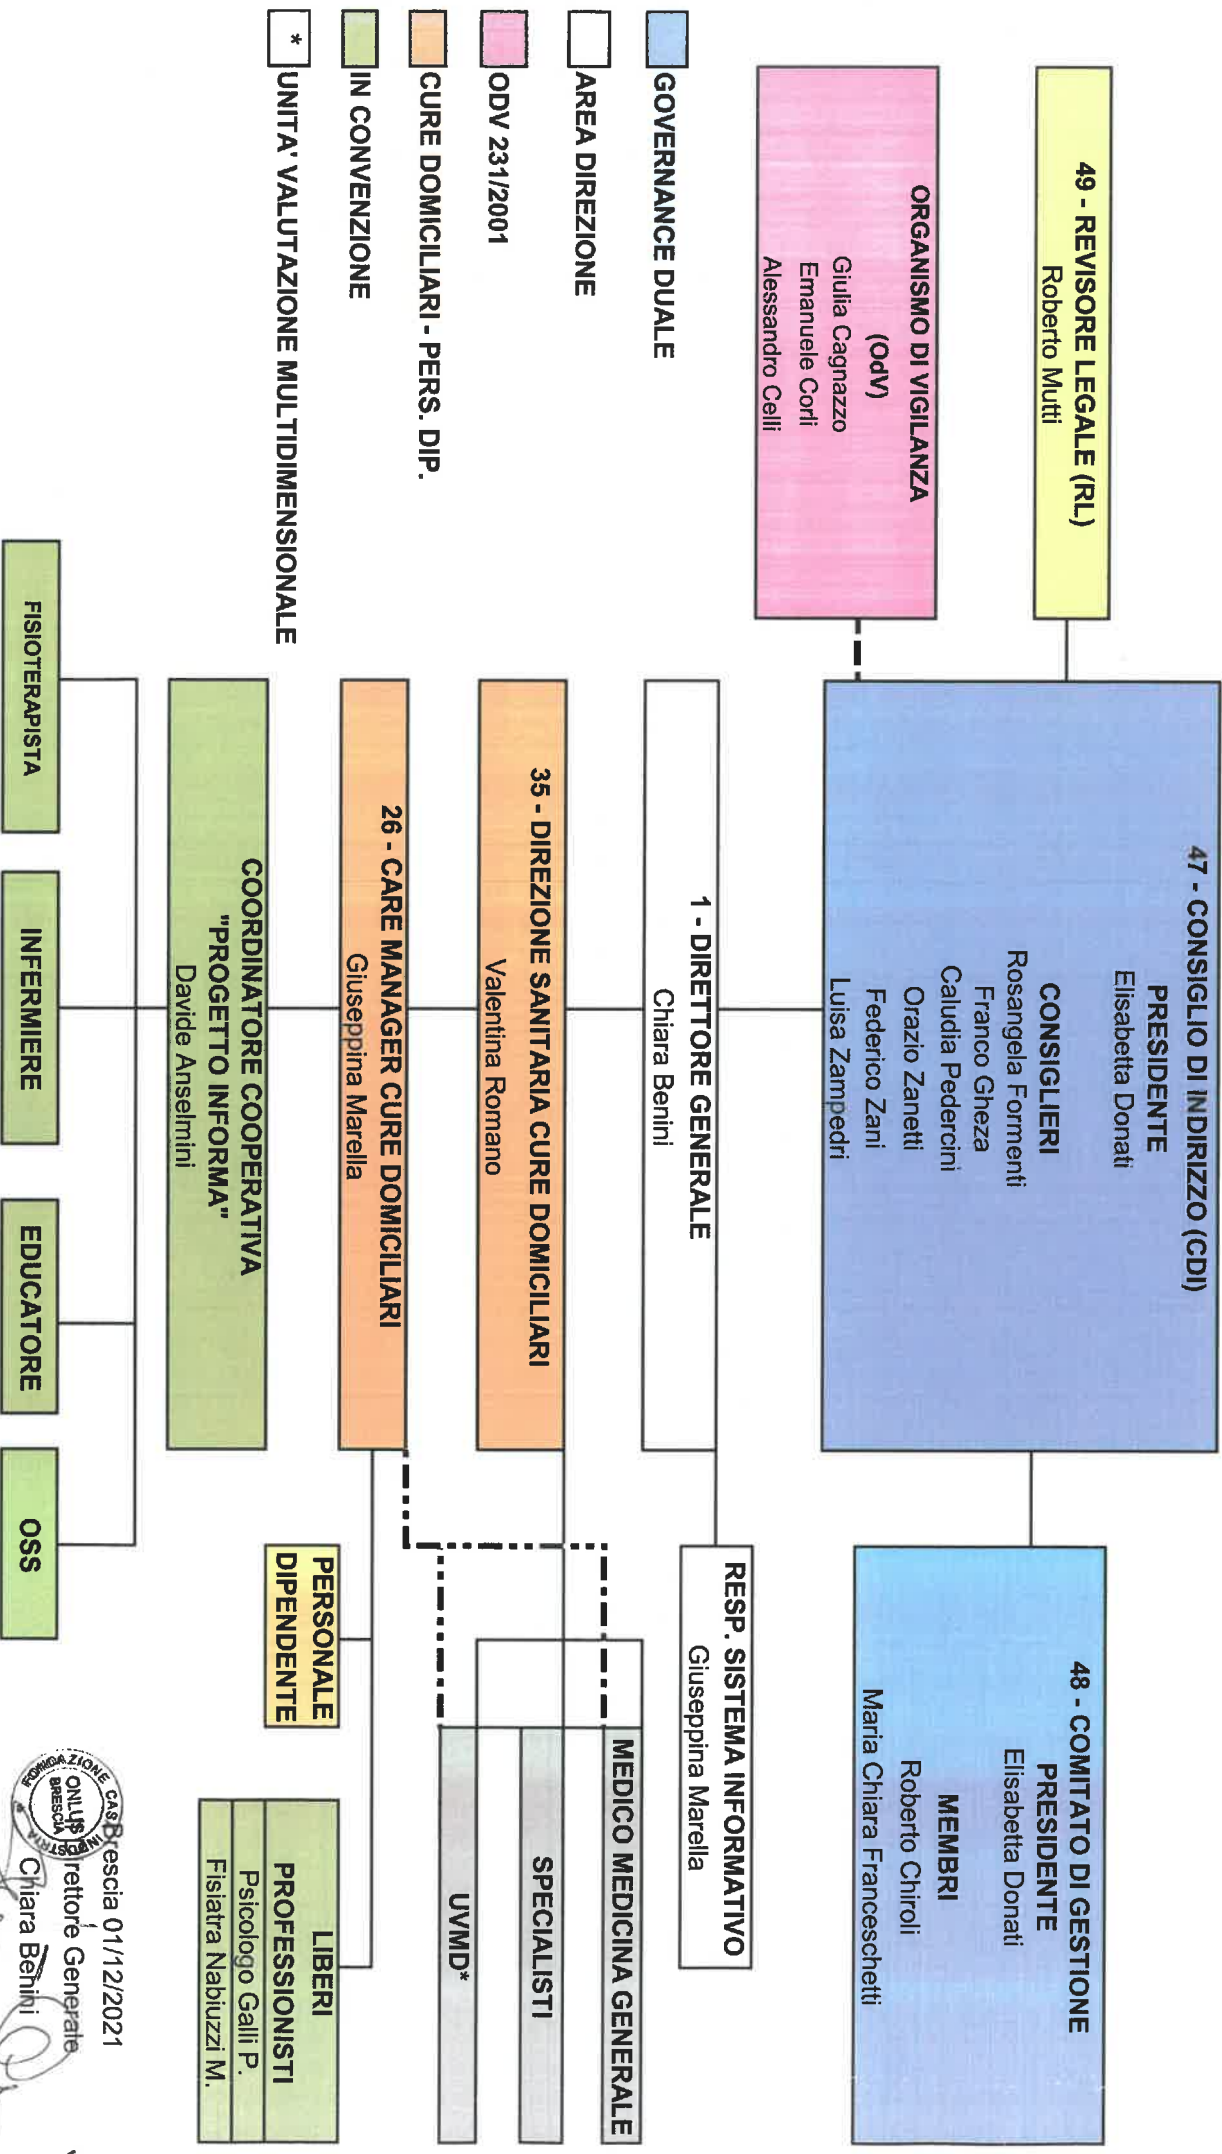 47 - CONSIGLIO DI INDIRIZZO (CDI)
PRESIDENTE
Elisabetta Donati
CONSIGLIERI
Rosangela Formenti
Franco Gheza
Caludia Pedercini
Orazio Zanetti
Federico Zani
Luisa Zampedri
49 - REVISORE LEGALE (RL)
Roberto Mutti
ORGANISMO DI VIGILANZA
(OdV)
Giulia Cagnazzo
Emanuele Corli
Alessandro Celli
48 - COMITATO DI GESTIONE
PRESIDENTE
Elisabetta Donati
MEMBRI
Roberto Chiroli
Maria Chiara Franceschetti
GOVERNANCE DUALE
AREA DIREZIONE
ODV 231/2001
CURE DOMICILIARI - PERS. DIP.
IN CONVENZIONE
* UNITA' VALUTAZIONE MULTIDIMENSIONALE
1 - DIRETTORE GENERALE
Chiara Benini
RESP. SISTEMA INFORMATIVO
Giuseppina Marella
35 - DIREZIONE SANITARIA CURE DOMICILIARI
Valentina Romano
MEDICO MEDICINA GENERALE
SPECIALISTI
UVMD*
26 - CARE MANAGER CURE DOMICILIARI
Giuseppina Marella
PERSONALE
DIPENDENTE
LIBERI
PROFESSIONISTI
Psicologo Galli P.
Fisiatra Nabiuzzi M.
COORDINATORE COOPERATIVA
"PROGETTO INFORMA"
Davide Anselmini
FISIOTERAPISTA
INFERMIERE
EDUCATORE
OSS
Brescia 01/12/2021
Direttore Generale
Chiara Benini
FONDAZIONE CASA INDUSTRIA
ONLUS
BRESCIA